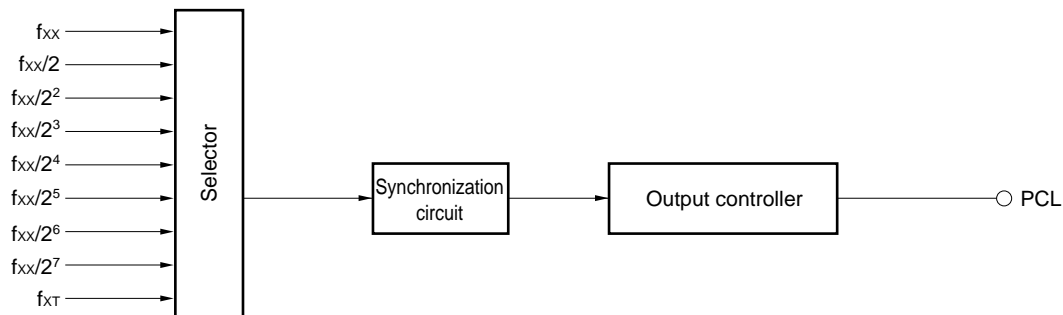 fXX
fXX/2
fXX/2²
fXX/2³
fXX/2⁴
fXX/2⁵
fXX/2⁶
fXX/2⁷
fXT
Selector
Synchronization
circuit
Output controller
PCL